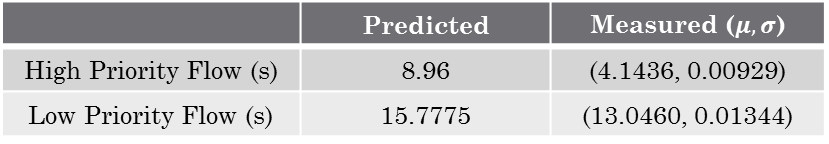 Predicted Measured (μ, σ)
High Priority Flow (s) 8.96 (4.1436, 0.00929)
Low Priority Flow (s) 15.7775 (13.0460, 0.01344)